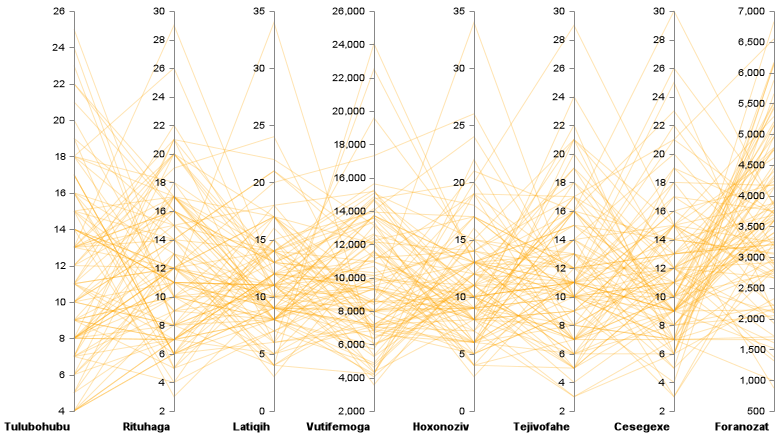 26 30 35 26,000 35 30 30 7,000
24 28 30 24,000 30 28 28 6,500
22 26 25 22,000 25 26 26 6,000
20 24 20 20,000 20 24 24 5,500
18 22 15 18,000 15 22 22 5,000
16 20 10 16,000 10 20 20 4,500
14 18 5 14,000 5 18 18 4,000
12 16 0 12,000 0 16 16 3,500
10 14 10,000 14 14 3,000
8 12 8,000 12 12 2,500
6 10 6,000 10 10 2,000
4 8 4,000 8 8 1,500
6 2,000 6 6 1,000
4 4 4 500
2 2 2
Tulubohubu Rituhaga Latiqih Vutifemoga Hoxonoziv Tejivofahe Cesegexe Foranozat